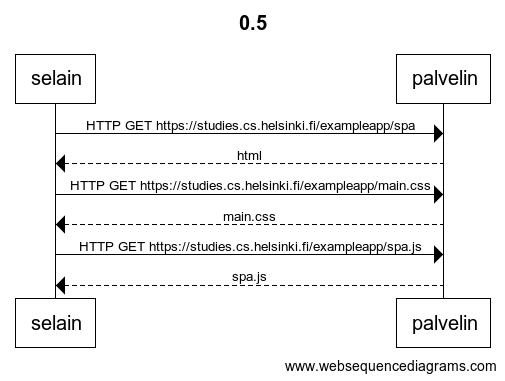 0.5
selain palvelin
HTTP GET https://studies.cs.helsinki.fi/exampleapp/spa
html
HTTP GET https://studies.cs.helsinki.fi/exampleapp/main.css
main.css
HTTP GET https://studies.cs.helsinki.fi/exampleapp/spa.js
spa.js
selain palvelin
www.websequencediagrams.com